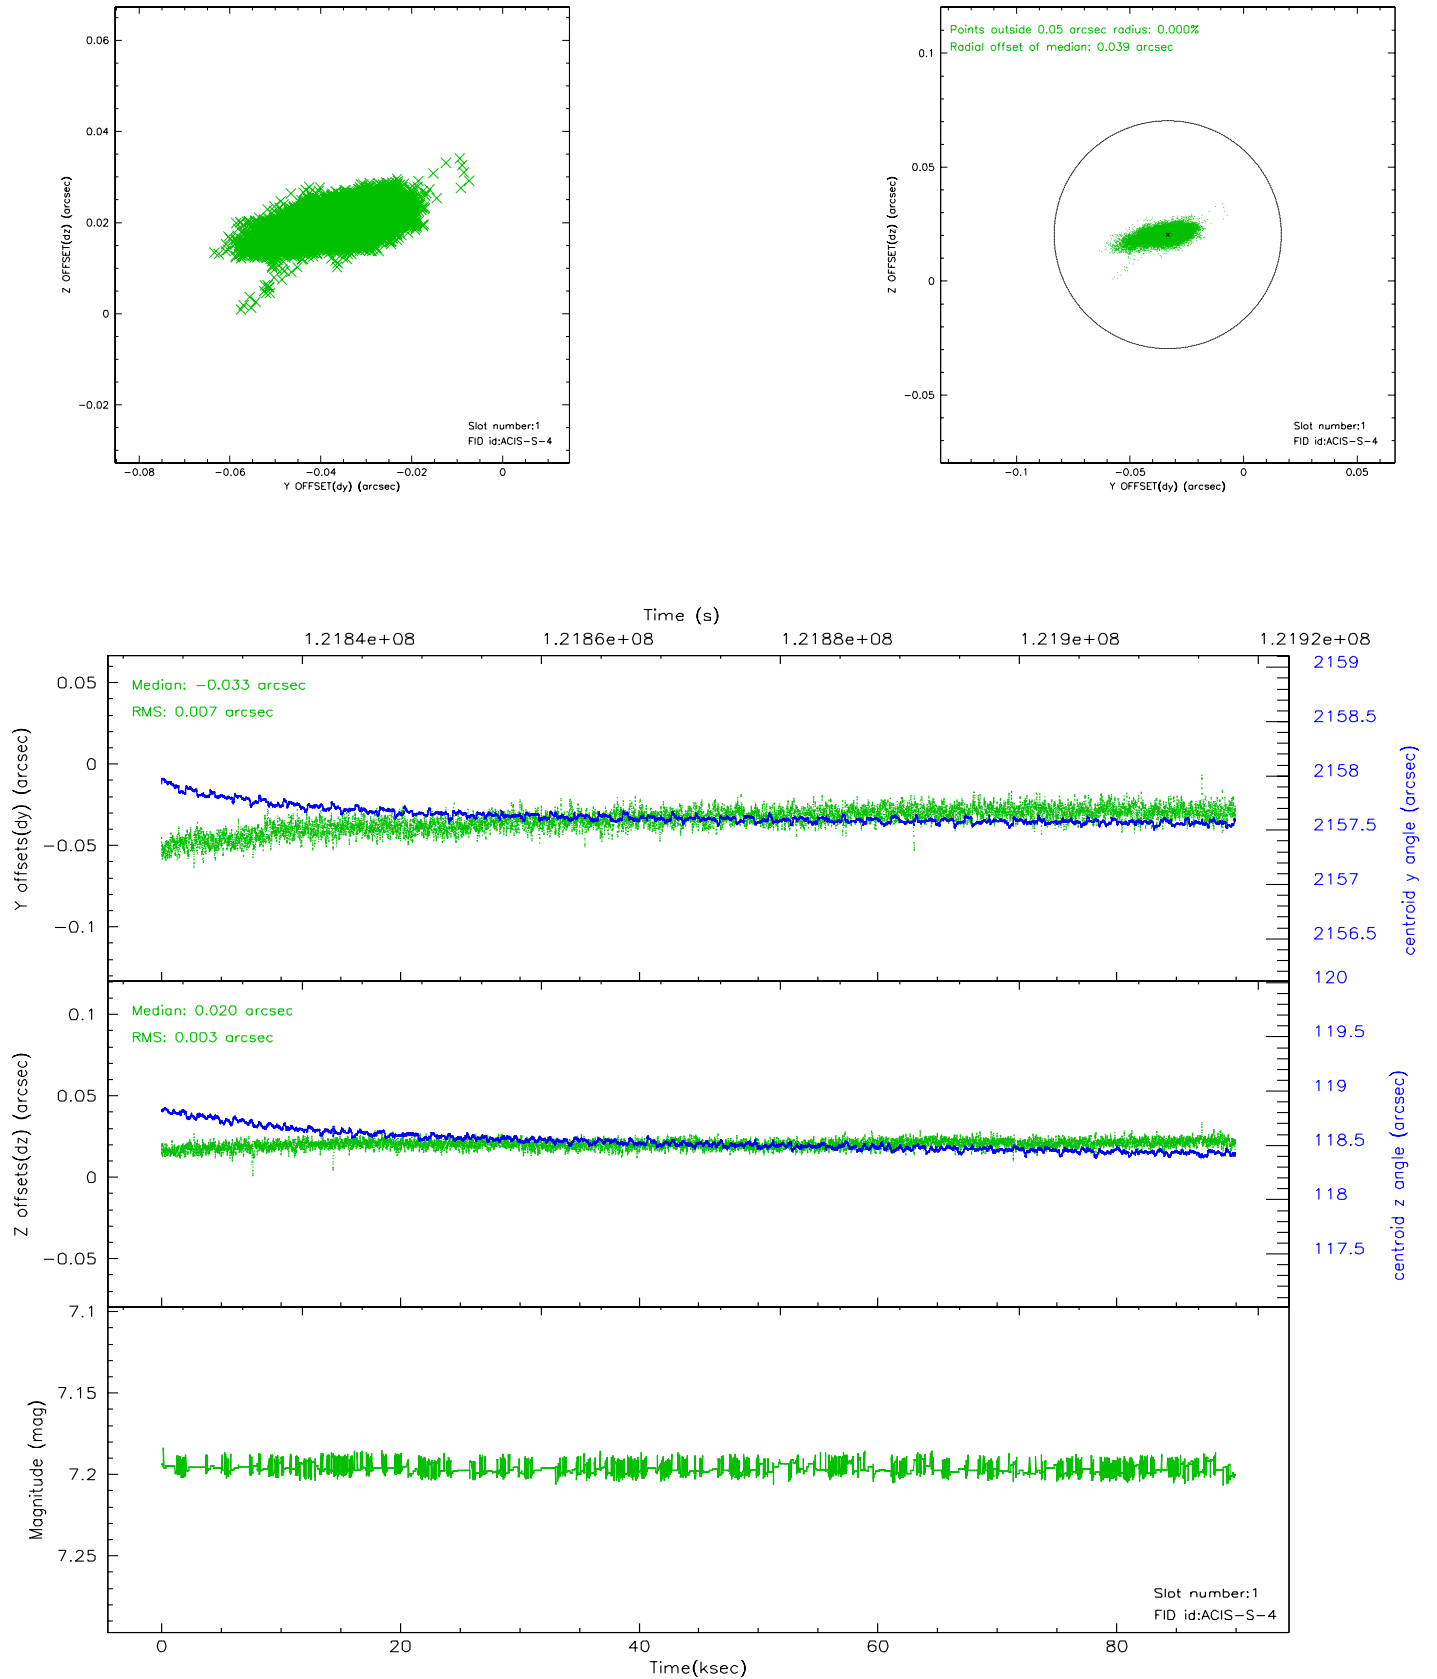 0.06
0.04
0.02
0
−0.02
Z OFFSET(dz) (arcsec)
Slot number:1
FID id:ACIS−S−4
−0.08 −0.06 −0.04 −0.02 0
Y OFFSET(dy) (arcsec)
Points outside 0.05 arcsec radius: 0.000%
Radial offset of median: 0.039 arcsec
0.1
0.05
0
−0.05
Z OFFSET(dz) (arcsec)
Slot number:1
FID id:ACIS−S−4
−0.1 −0.05 0 0.05
Y OFFSET(dy) (arcsec)
Time (s)
1.2184e+08 1.2186e+08 1.2188e+08 1.219e+08 1.2192e+08
Median: −0.033 arcsec
RMS: 0.007 arcsec
0.05
0
−0.05
−0.1
Y offsets(dy) (arcsec)
2159
2158.5
2158
2157.5
2157
2156.5
centroid y angle (arcsec)
Median: 0.020 arcsec
RMS: 0.003 arcsec
0.1
0.05
0
−0.05
Z offsets(dz) (arcsec)
120
119.5
119
118.5
118
117.5
centroid z angle (arcsec)
7.1
7.15
7.2
7.25
Magnitude (mag)
Slot number:1
FID id:ACIS−S−4
0 20 40 60 80
Time(ksec)